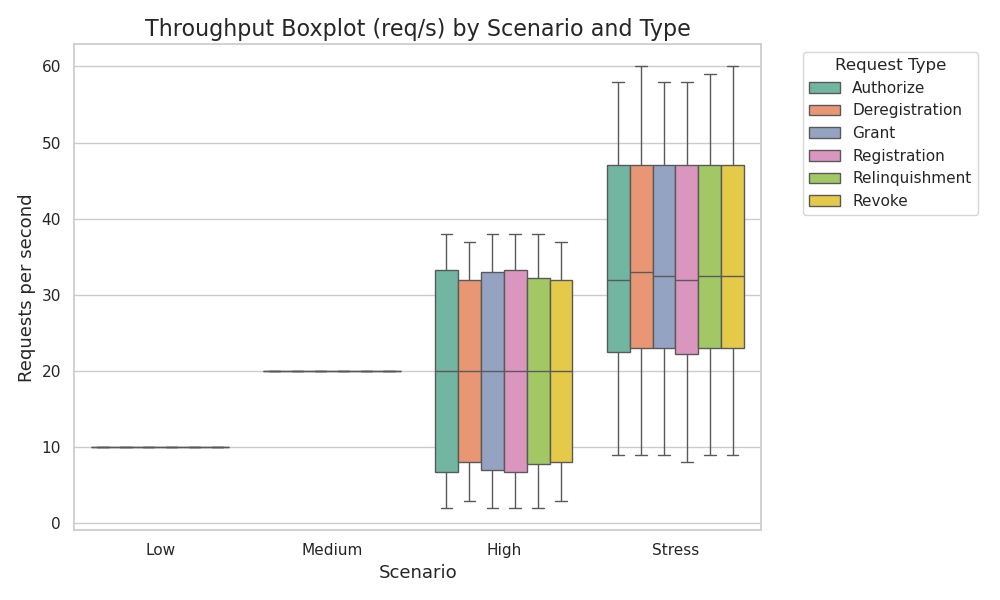 Throughput Boxplot (req/s) by Scenario and Type
Requests per second
60
50
40
30
20
10
0
Low
Medium
High
Stress
Scenario
Request Type
Authorize
Deregistration
Grant
Registration
Relinquishment
Revoke